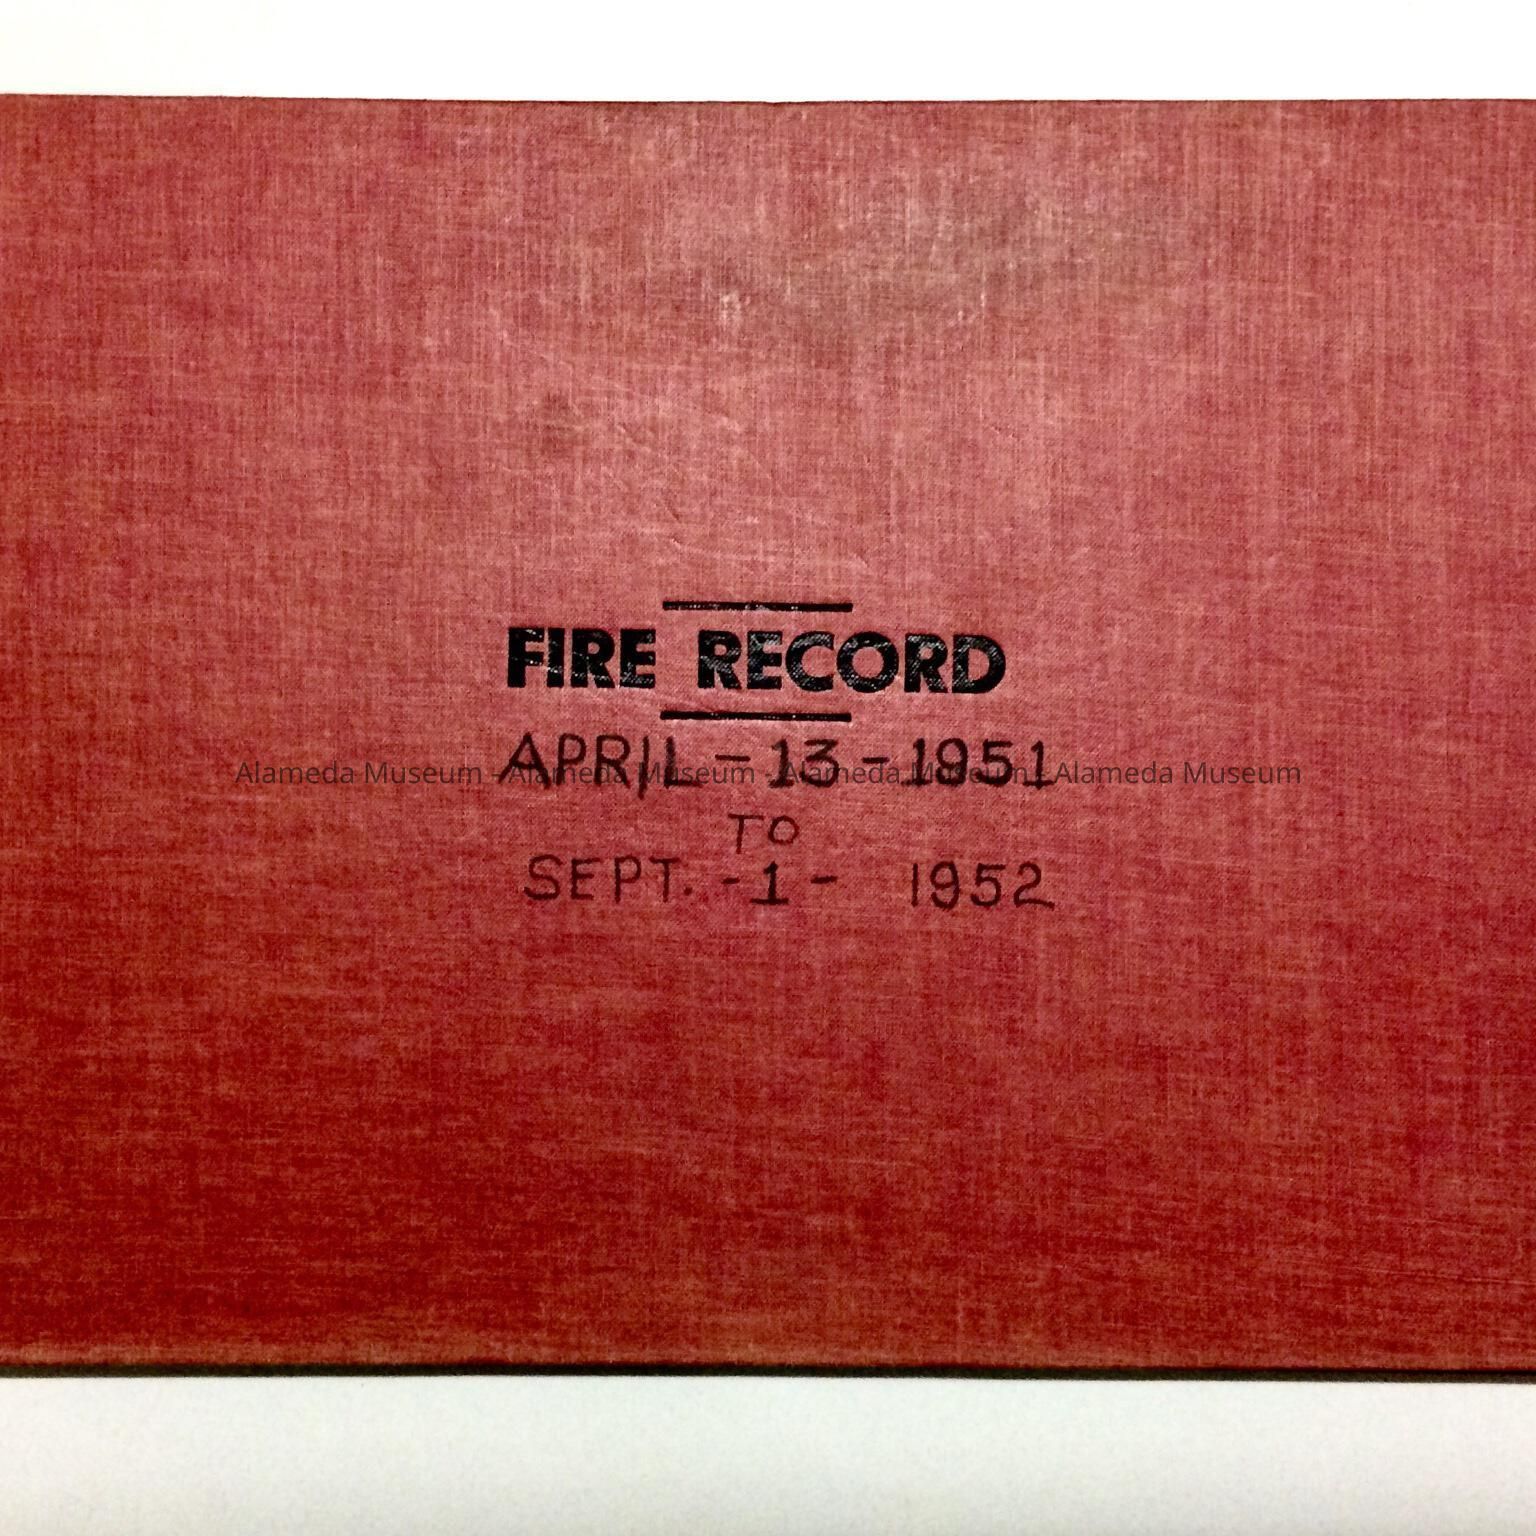 FIRE RECORD
APRIL - 13 - 1951
Alameda Museum - Alameda Museum - Alameda Museum - Alameda Museum
TO
SEPT. - 1 - 1952